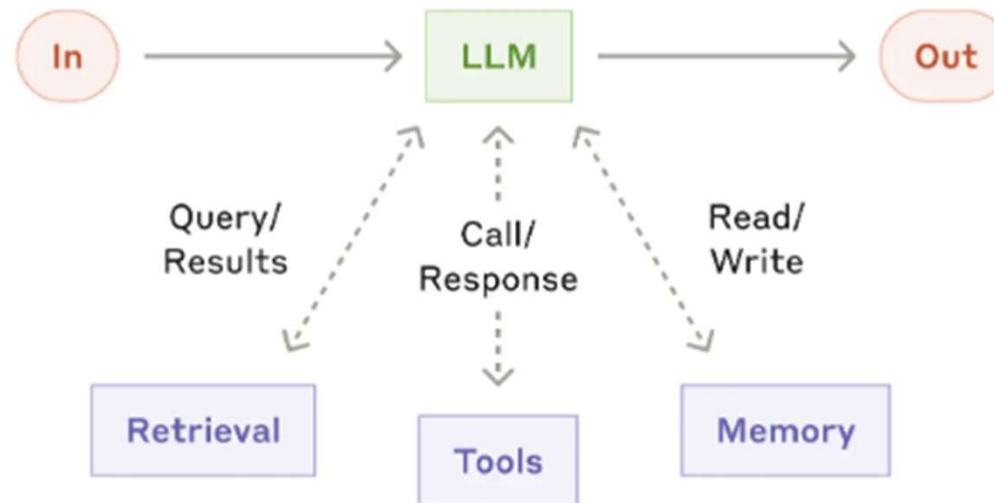 In
LLM
Out
Query/
Results
Call/
Response
Read/
Write
Retrieval
Tools
Memory